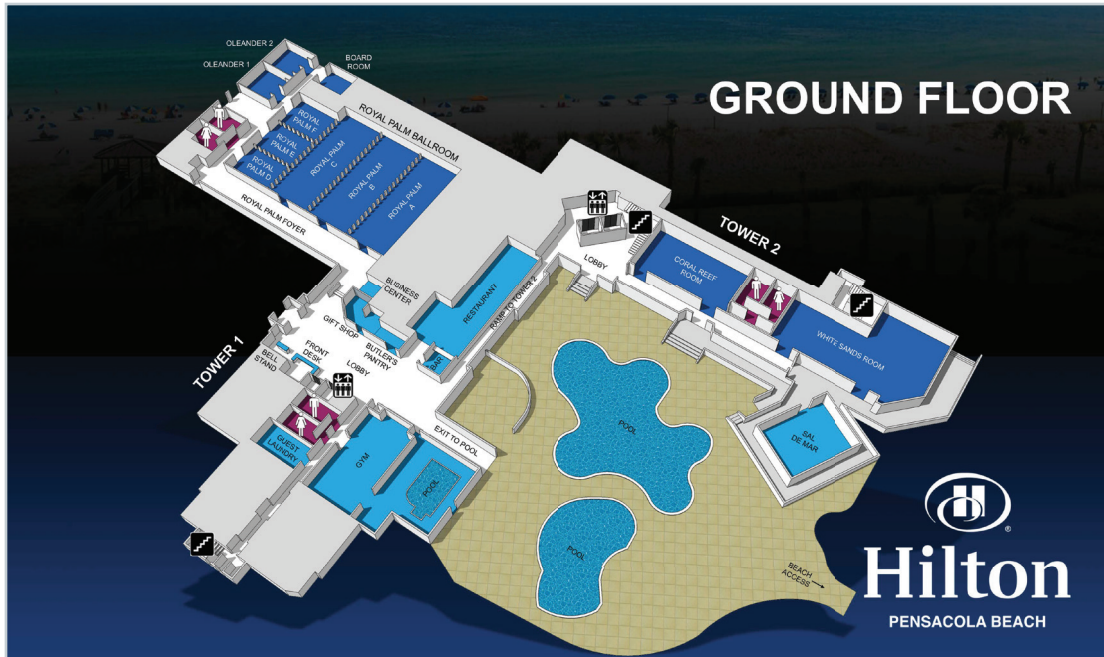 GROUND FLOOR
OLEANDER 2
OLEANDER 1
BOARD
ROOM
ROYAL PALM BALLROOM
ROYAL
PALM F
ROYAL
PALM E
ROYAL
PALM D
ROYAL PALM
C
ROYAL PALM
B
ROYAL PALM
A
ROYAL PALM FOYER
TOWER 2
LOBBY
CORAL REEF
ROOM
WHITE SANDS ROOM
BUSINESS
CENTER
RESTAURANT
RAMP TO TOWER 2
GIFT SHOP
BUTLER'S
PANTRY
BAR
TOWER 1
BELL
STAND
FRONT
DESK
LOBBY
EXIT TO POOL
GUEST
LAUNDRY
GYM
POOL
POOL
POOL
BAL
DE MAR
BEACH
ACCESS
H
®
Hilton
PENSACOLA BEACH